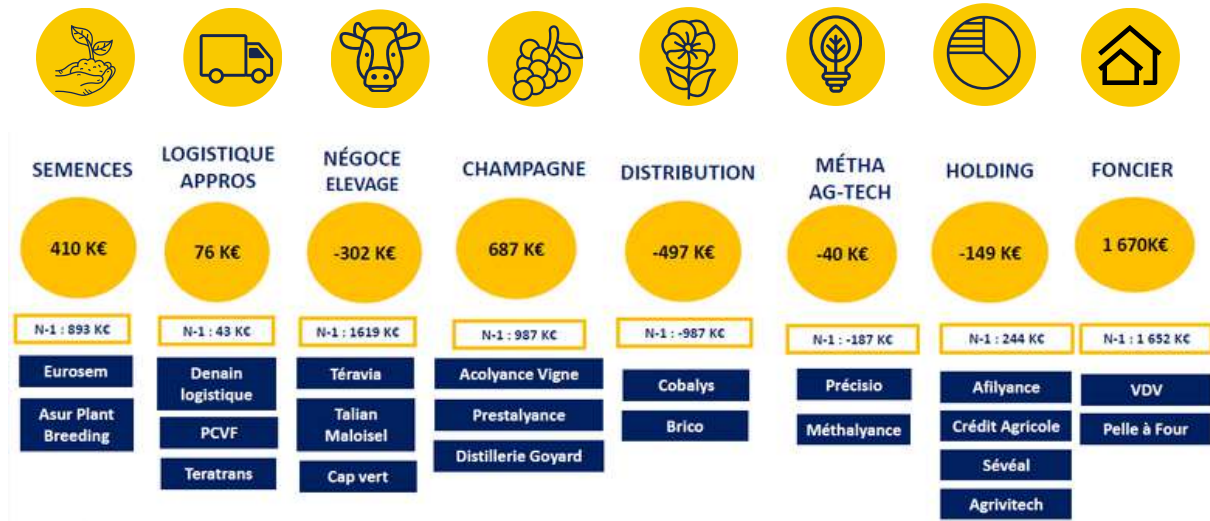 SEMENCES
LOGISTIQUE
APPROS
NÉGOCE
ELEVAGE
CHAMPAGNE
DISTRIBUTION
MÉTHA
AG-TECH
HOLDING
FONCIER
410 K€
76 K€
-302 K€
687 K€
-497 K€
-40 K€
-149 K€
1 670K€
N-1 : 893 K€
N-1 : 43 K€
N-1 : 1619 K€
N-1 : 987 K€
N-1 : -987 K€
N-1 : -187 K€
N-1 : 244 K€
N-1 : 1 652 K€
Eurosem
Asur Plant
Breeding
Denain
logistique
PCVF
Teratrans
Téravia
Talian
Maloisel
Cap vert
Acolyance Vigne
Prestalyance
Distillerie Goyard
Cobalys
Brico
Précisio
Méthalyance
Afilyance
Crédit Agricole
Sévéal
Agrivitech
VDV
Pelle à Four